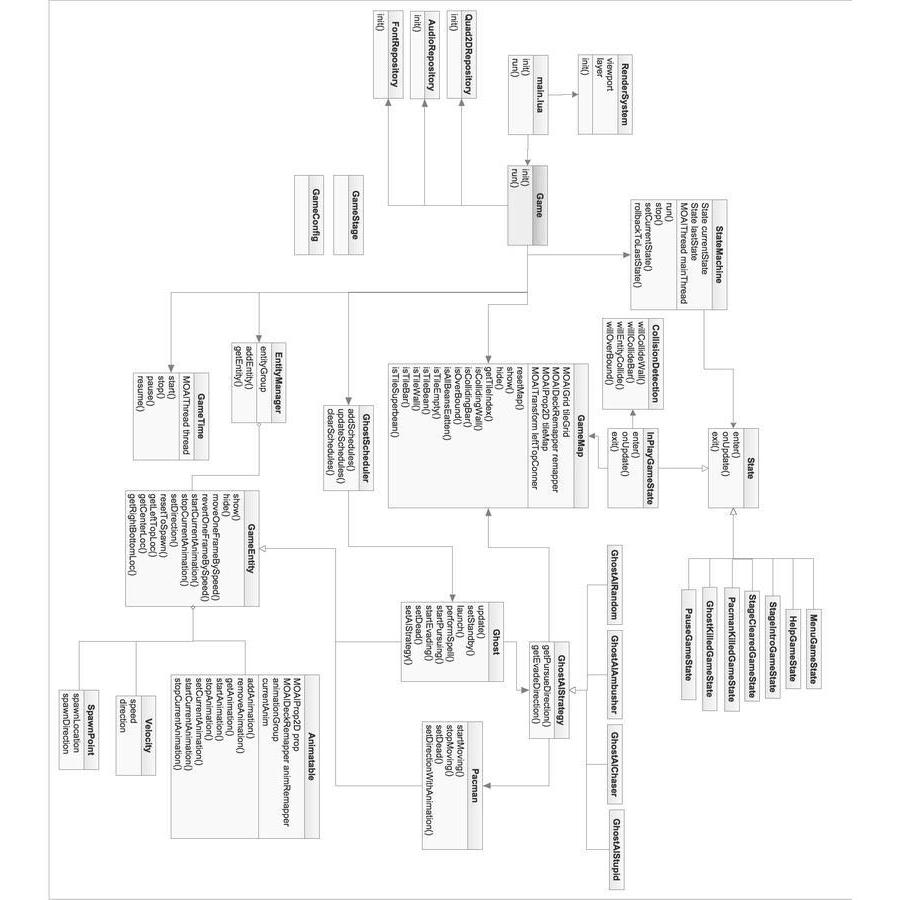 RenderSystem
viewport
layer
init()
main.lua
init()
run()
Quad2DRepository
init()
AudioRepository
init()
FontRepository
init()
Game
init()
run()
GameStage
GameConfig
StateMachine
State currentState
State lastState
MOAIThread mainThread
run()
stop()
setCurrentState()
rollbackToLastState()
CollisionDetection
willCollideWall()
willCollideBar()
willEntityCollide()
willOverBound()
State
enter()
onUpdate()
exit()
InPlayGameState
enter()
onUpdate()
exit()
MenuGameState
HelpGameState
StageIntroGameState
StageClearedGameState
PacmanKilledGameState
GhostKilledGameState
PauseGameState
GameMap
MOAIGrid tileGrid
MOAIDeckRemapper remapper
MOAIProp2D tileMap
MOAITransform leftTopConner
resetMap()
show()
hide()
getTileIndex()
isCollidingWall()
isCollidingBar()
isOverBound()
isAllBeansEatten()
isTileEmpty()
isTileBean()
isTileWall()
isTileBar()
isTileSuperbean()
GhostScheduler
addSchedules()
updateSchedules()
clearSchedules()
EntityManager
entityGroup
addEntity()
getEntity()
GameTime
MOAIThread thread
start()
stop()
pause()
resume()
GameEntity
show()
hide()
moveOneFrameBySpeed()
revertOneFrameBySpeed()
startCurrentAnimation()
stopCurrentAnimation()
setDirection()
resetToSpawn()
getLeftTopLoc()
getCenterLoc()
getRightBottomLoc()
Ghost
update()
setStandby()
launch()
performSpell()
startPursuing()
startEvading()
setDead()
setAIStrategy()
GhostAIStrategy
getPursueDirection()
getEvadeDirection()
GhostAIRandom
GhostAIAmbusher
GhostAIChaser
GhostAIStupid
Pacman
startMoving()
stopMoving()
setDead()
setDirectionWithAnimation()
Animatable
MOAIProp2D prop
MOAIDeckRemapper animRemapper
animationGroup
currentAnim
addAnimation()
removeAnimation()
getAnimation()
startAnimation()
stopAnimation()
setCurrentAnimation()
startCurrentAnimation()
stopCurrentAnimation()
Velocity
speed
direction
SpawnPoint
spawnLocation
spawnDirection